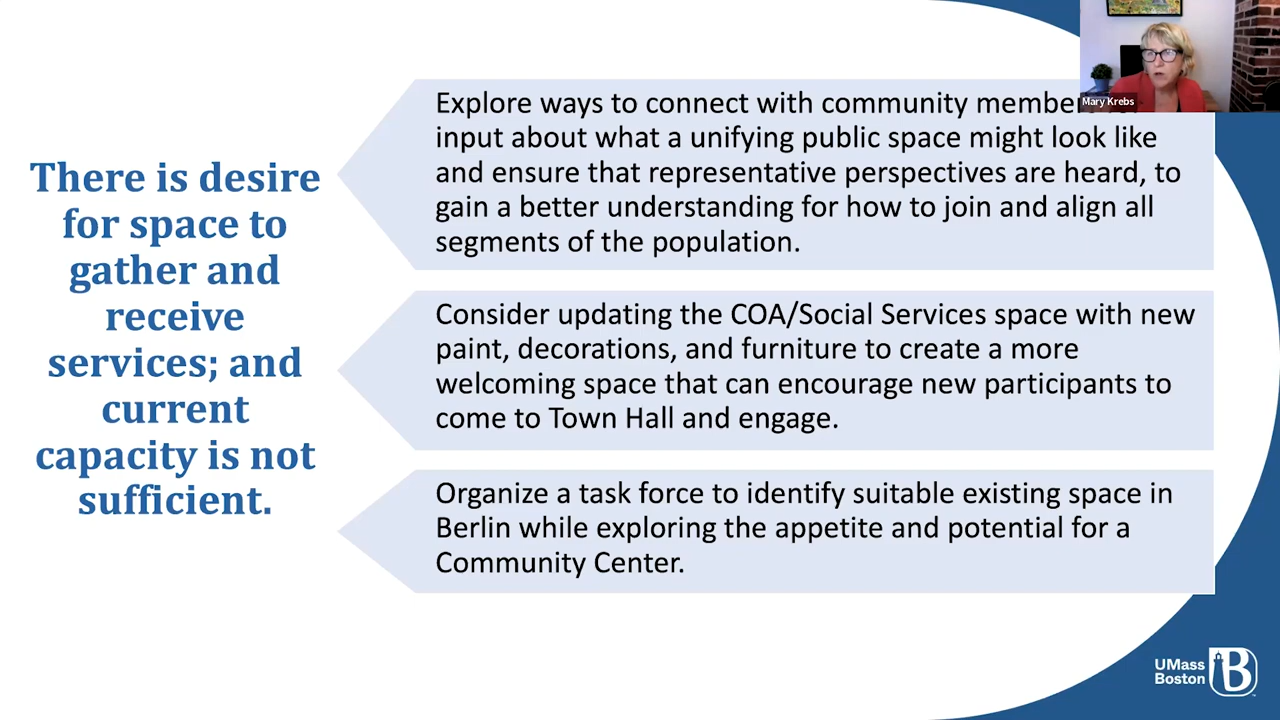 There is desire
for space to
gather and
receive
services; and
current
capacity is not
sufficient.
Explore ways to connect with community
input about what a unifying public space might look like
and ensure that representative perspectives are heard, to
gain a better understanding for how to join and align all
segments of the population.
Consider updating the COA/Social Services space with new
paint, decorations, and furniture to create a more
welcoming space that can encourage new participants to
come to Town Hall and engage.
Organize a task force to identify suitable existing space in
Berlin while exploring the appetite and potential for a
Community Center.
Mary Krebs
UMass
Boston
B